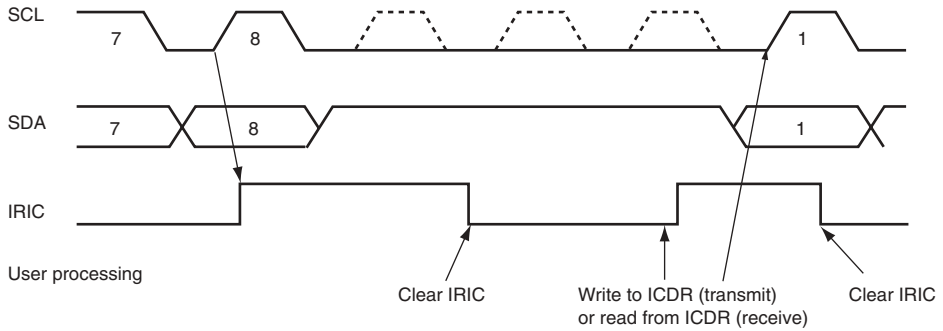 SCL
7
8
1
SDA
7
8
1
IRIC
User processing
Clear IRIC
Write to ICDR (transmit)
or read from ICDR (receive)
Clear IRIC